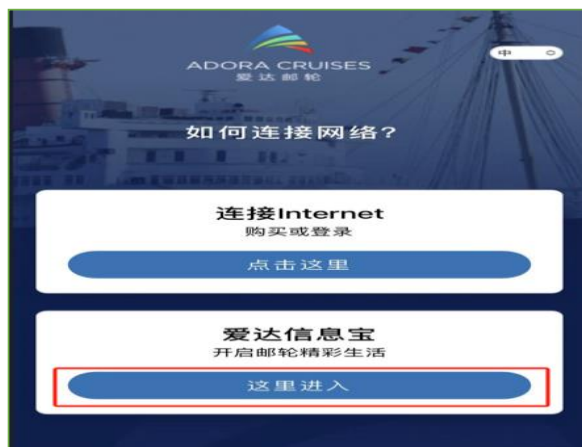 ADORA CRUISES
爱达邮轮
中
如何连接网络?
连接Internet
购买或登录
点击这里
爱达信息宝
开启邮轮精彩生活
这里进入